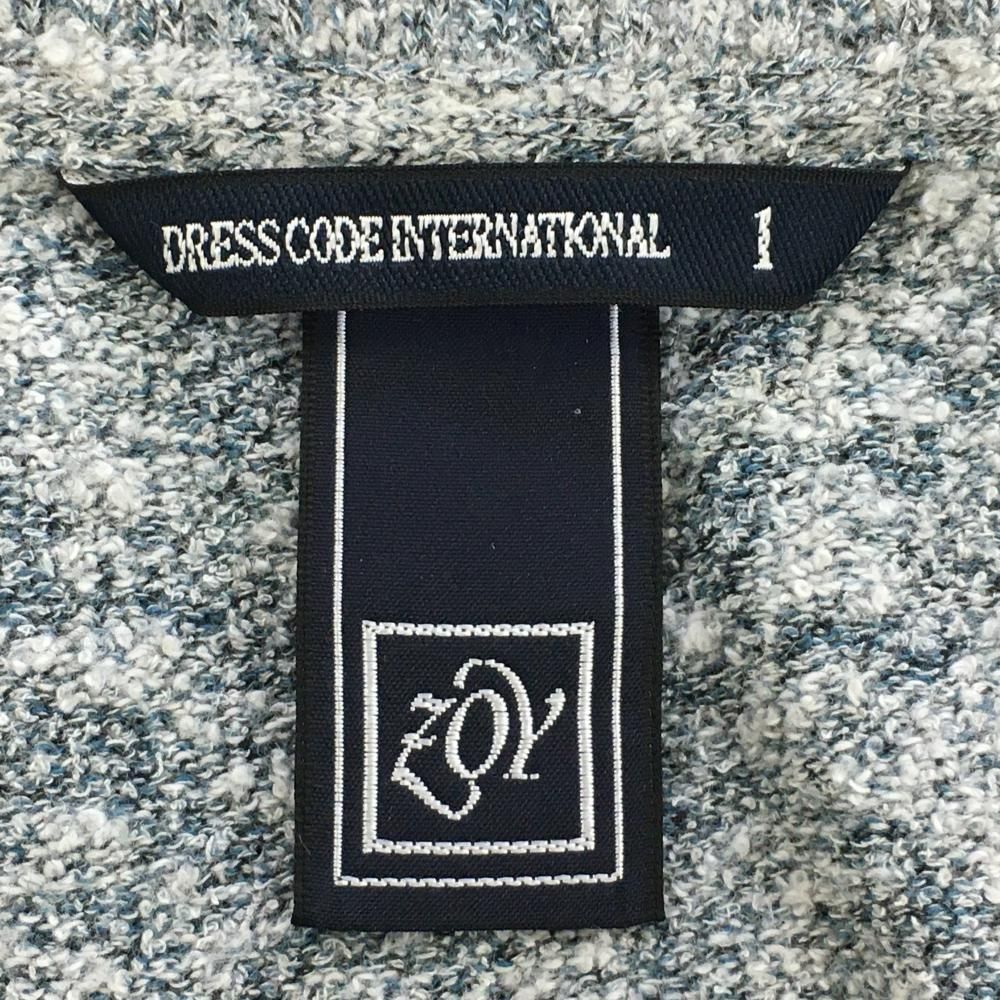 DRESS CODE INTERNATIONAL 1
ZOY